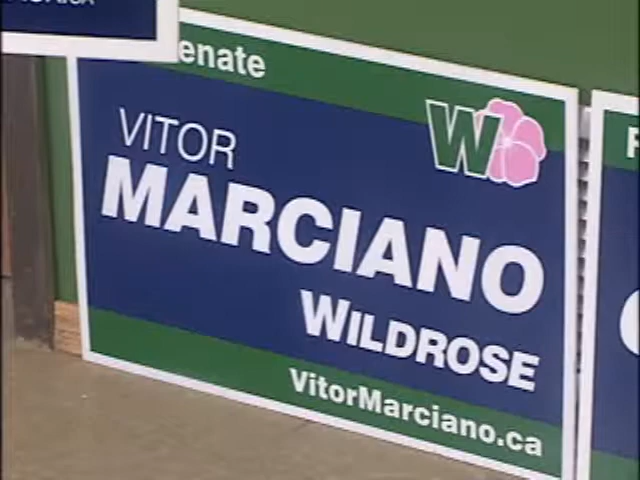 enate
VITOR
MARCIANO
WILDROSE
VitorMarciano.ca
W